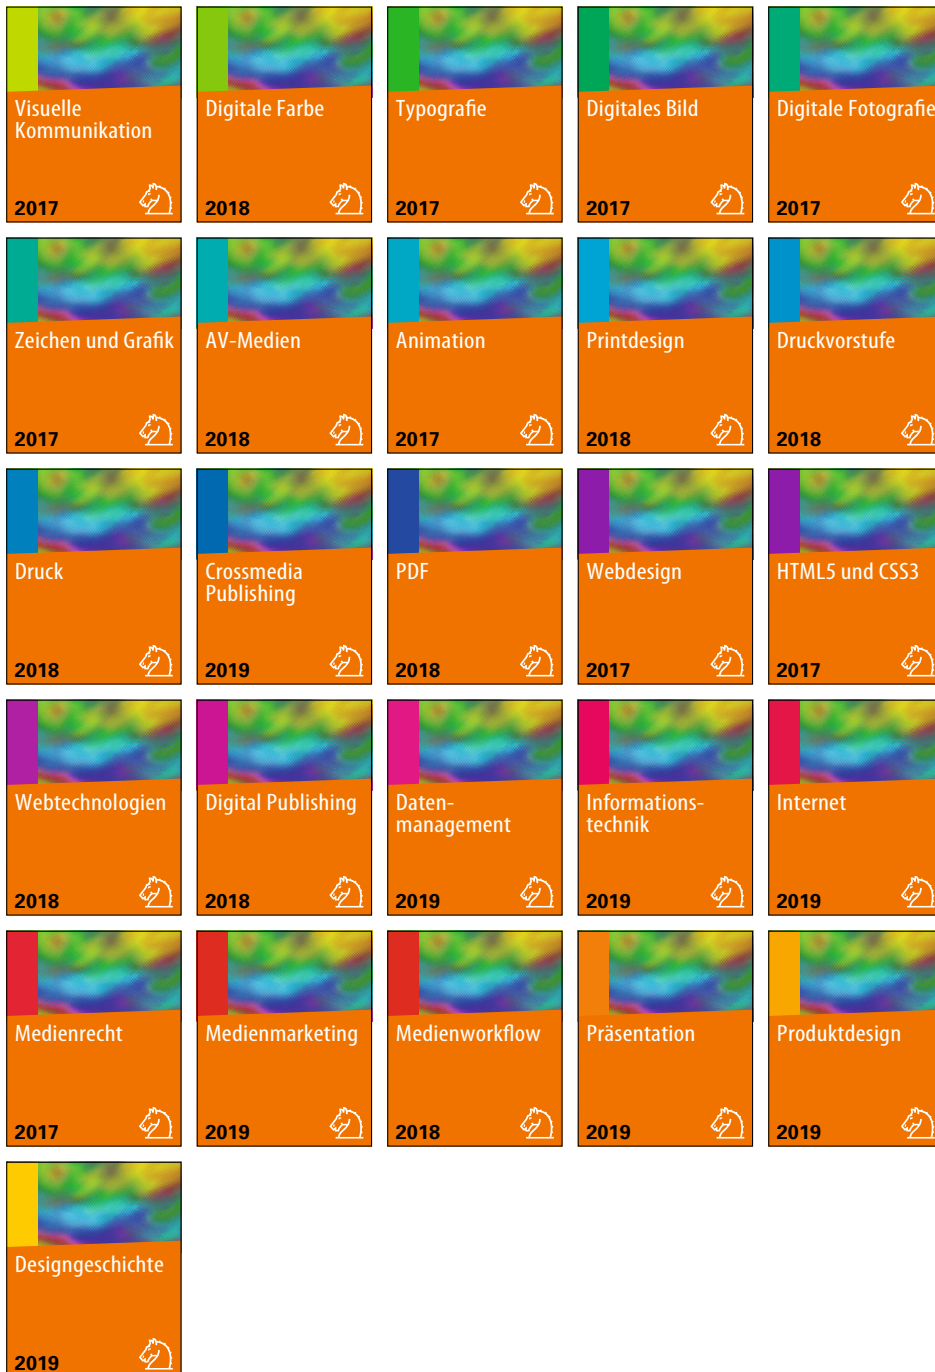 Visuelle
Kommunikation
2017
Digitale Farbe
2018
Typografie
2017
Digitales Bild
2017
Digitale Fotografie
2017
Zeichen und Grafik
2017
AV-Medien
2018
Animation
2017
Printdesign
2018
Druckvorstufe
2018
Druck
2018
Crossmedia
Publishing
2019
PDF
2018
Webdesign
2017
HTML5 und CSS3
2017
Webtechnologien
2018
Digital Publishing
2018
Daten-
management
2019
Informations-
technik
2019
Internet
2019
Medienrecht
2017
Medienmarketing
2019
Medienworkflow
2018
Präsentation
2019
Produktdesign
2019
Designgeschichte
2019